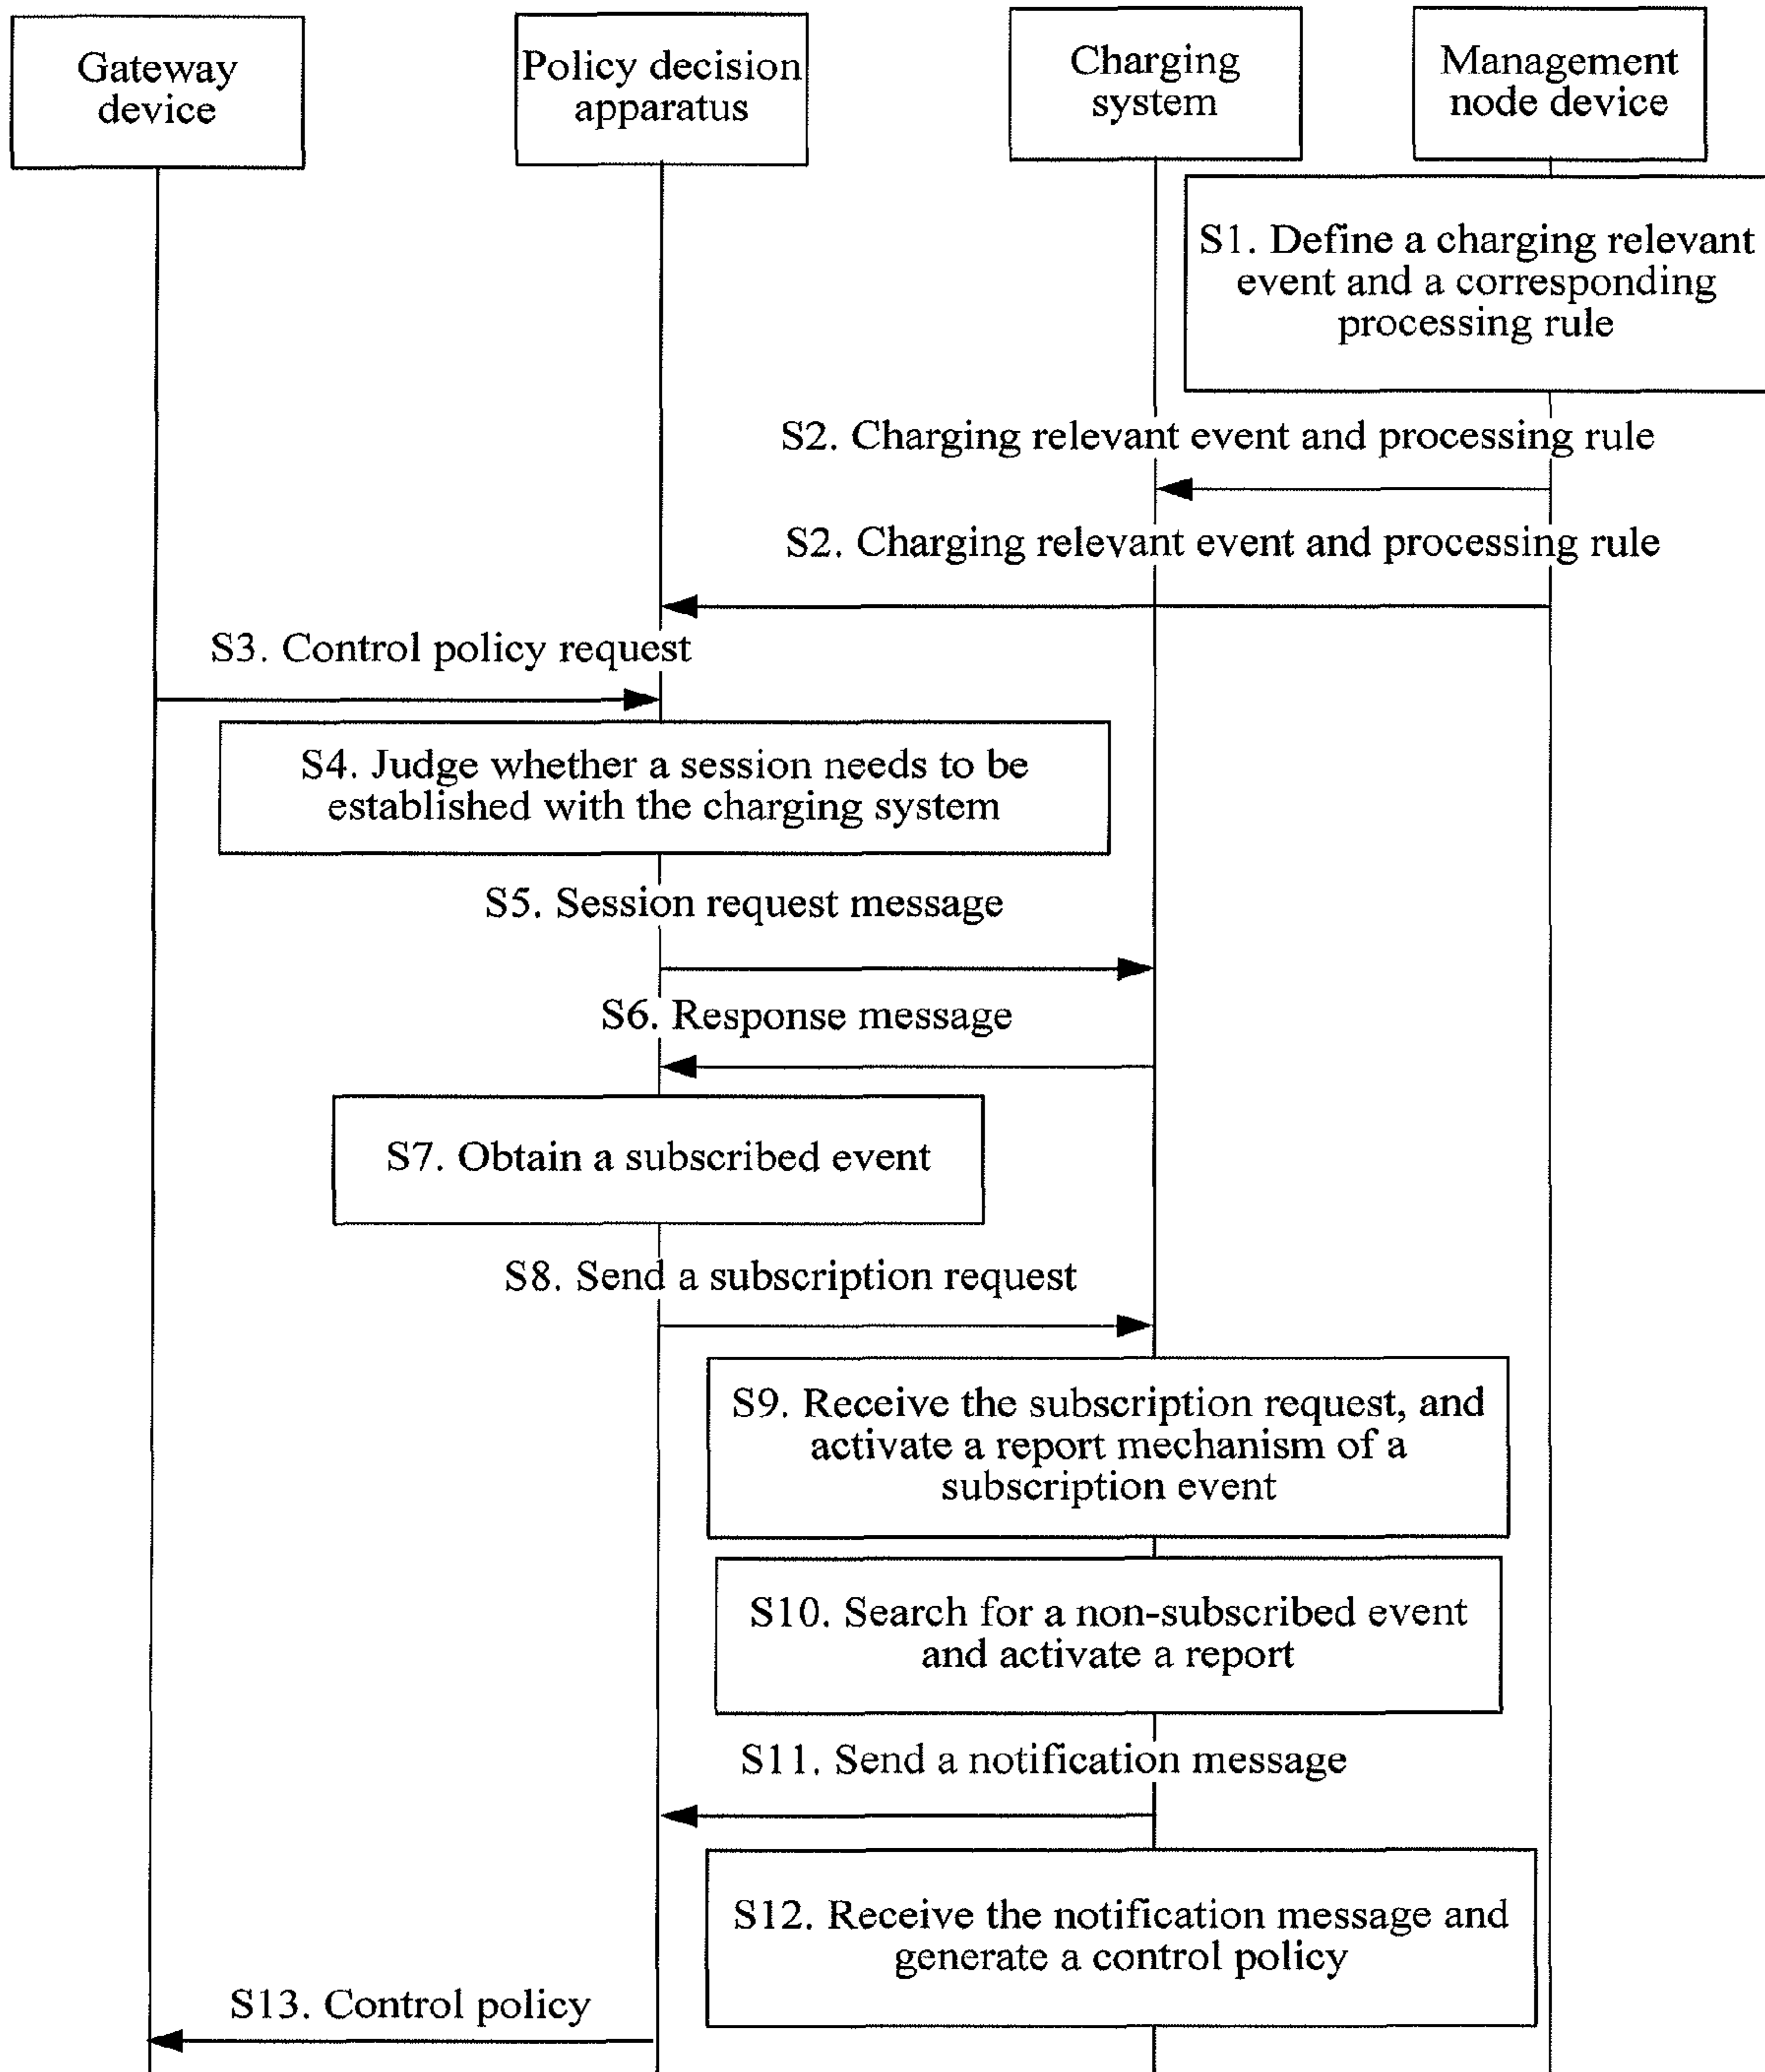 Gateway
device
Policy decision
apparatus
Charging
system
Management
node device
S1. Define a charging relevant
event and a corresponding
processing rule
S2. Charging relevant event and processing rule
S2. Charging relevant event and processing rule
S3. Control policy request
S4. Judge whether a session needs to be
established with the charging system
S5. Session request message
S6. Response message
S7. Obtain a subscribed event
S8. Send a subscription request
S9. Receive the subscription request, and
activate a report mechanism of a
subscription event
S10. Search for a non-subscribed event
and activate a report
S11. Send a notification message
S12. Receive the notification message and
generate a control policy
S13. Control policy